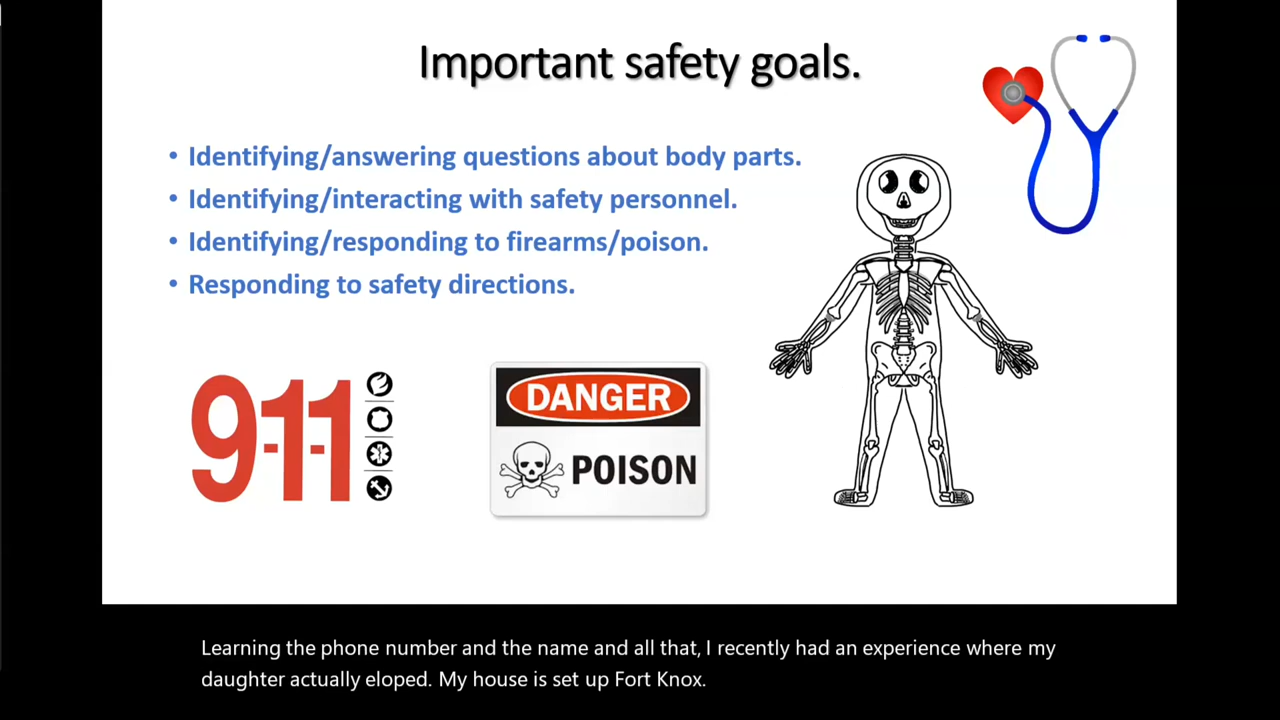 Important safety goals.
• Identifying/answering questions about body parts.
• Identifying/interacting with safety personnel.
• Identifying/responding to firearms/poison.
• Responding to safety directions.
9-1-1
DANGER
POISON
Learning the phone number and the name and all that, I recently had an experience where my
daughter actually eloped. My house is set up Fort Knox.